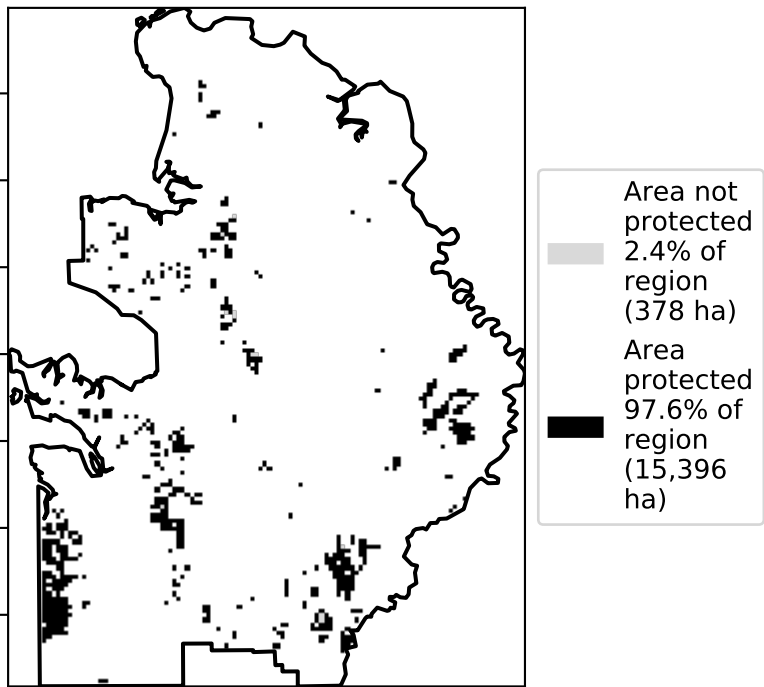 Area not
protected
2.4% of
region
(378 ha)
Area
protected
97.6% of
region
(15,396
ha)